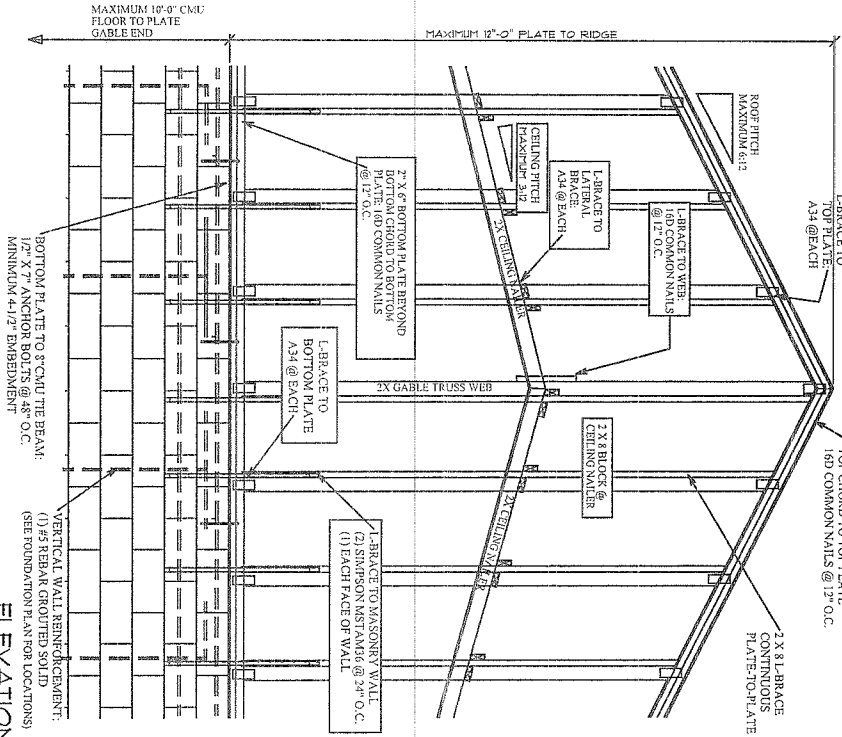 MAXIMUM 10'-0" CMU
FLOOR TO PLATE
GABLE END
MAXIMUM 12"-0" PLATE TO RIDGE
ROOF PITCH
MAXIMUM 6:12
L-BRACE TO
TOP PLATE:
A34 @EACH
TOP CHORD TO TOP PLATE
16D COMMON NAILS @ 12" O.C.
2 X 8 L-BRACE
CONTINUOUS
PLATE-TO-PLATE
CEILING PITCH
MAXIMUM 3:12
L-BRACE TO
LATERAL
BRACE:
A34 @ EACH
L-BRACE TO WEB:
16D COMMON NAILS
@ 12" O.C.
2X CEILING NAILER
2" X 6" BOTTOM PLATE BEYOND
BOTTOM CHORD TO BOTTOM
PLATE: 16D COMMON NAILS
@ 12" O.C.
2X GABLE TRUSS WEB
2 X 8 BLOCK @
CEILING NAILER
2X CEILING NAILER
L-BRACE TO
BOTTOM PLATE
A34 @ EACH
L-BRACE TO MASONRY WALL
(2) SIMPSON MSTAM36 @ 24" O.C.
(1) EACH FACE OF WALL
BOTTOM PLATE TO 8"CMU TIE BEAM:
1/2" X 7" ANCHOR BOLTS @ 48" O.C.
MINIMUM 4-1/2" EMBEDMENT
VERTICAL WALL REINFORCEMENT:
(1) #5 REBAR GROUTED SOLID
(SEE FOUNDATION PLAN FOR LOCATIONS)
ELEVATION